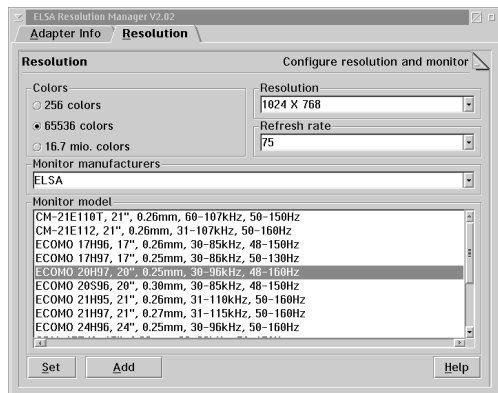 ELSA Resolution Manager V2.02
Adapter Info
Resolution
Resolution
Configure resolution and monitor
Colors
256 colors
65536 colors
16.7 mio. colors
Resolution
1024 X 768
Refresh rate
75
Monitor manufacturers
ELSA
Monitor model
CM-21E110T, 21", 0.26mm, 60-107kHz, 50-150Hz
CM-21E112, 21", 0.26mm, 31-107kHz, 50-160Hz
ECOMO 17H96, 17", 0.26mm, 30-85kHz, 48-150Hz
ECOMO 17H97, 17", 0.25mm, 30-86kHz, 50-130Hz
ECOMO 20H97, 20", 0.25mm, 30-96kHz, 48-160Hz
ECOMO 20S96, 20", 0.30mm, 30-85kHz, 48-150Hz
ECOMO 21H95, 21", 0.26mm, 31-110kHz, 50-160Hz
ECOMO 21H97, 21", 0.27mm, 31-115kHz, 50-160Hz
ECOMO 24H96, 24", 0.25mm, 30-96kHz, 50-160Hz
Set
Add
Help